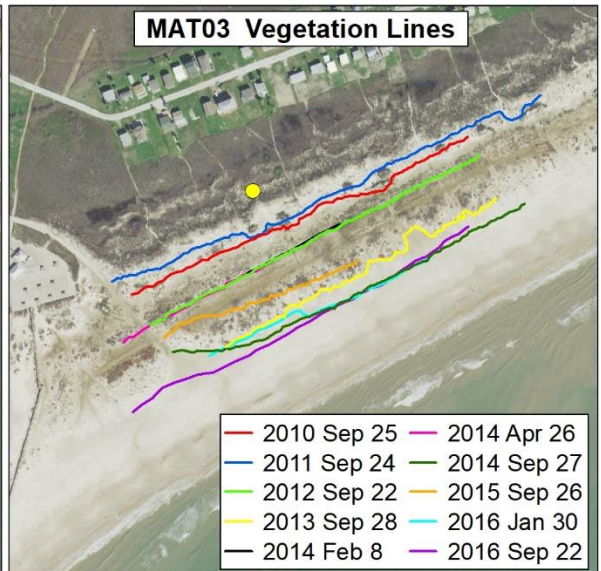 MAT03 Vegetation Lines
2010 Sep 25
2011 Sep 24
2012 Sep 22
2013 Sep 28
2014 Feb 8
2014 Apr 26
2014 Sep 27
2015 Sep 26
2016 Jan 30
2016 Sep 22